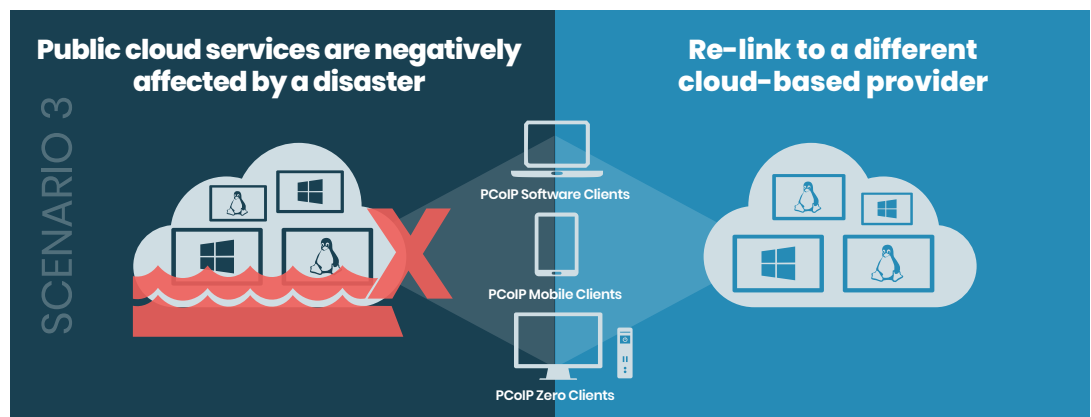 Public cloud services are negatively
affected by a disaster
Re-link to a different
cloud-based provider
SCENARIO 3
PCoIP Software Clients
PCoIP Mobile Clients
PCoIP Zero Clients